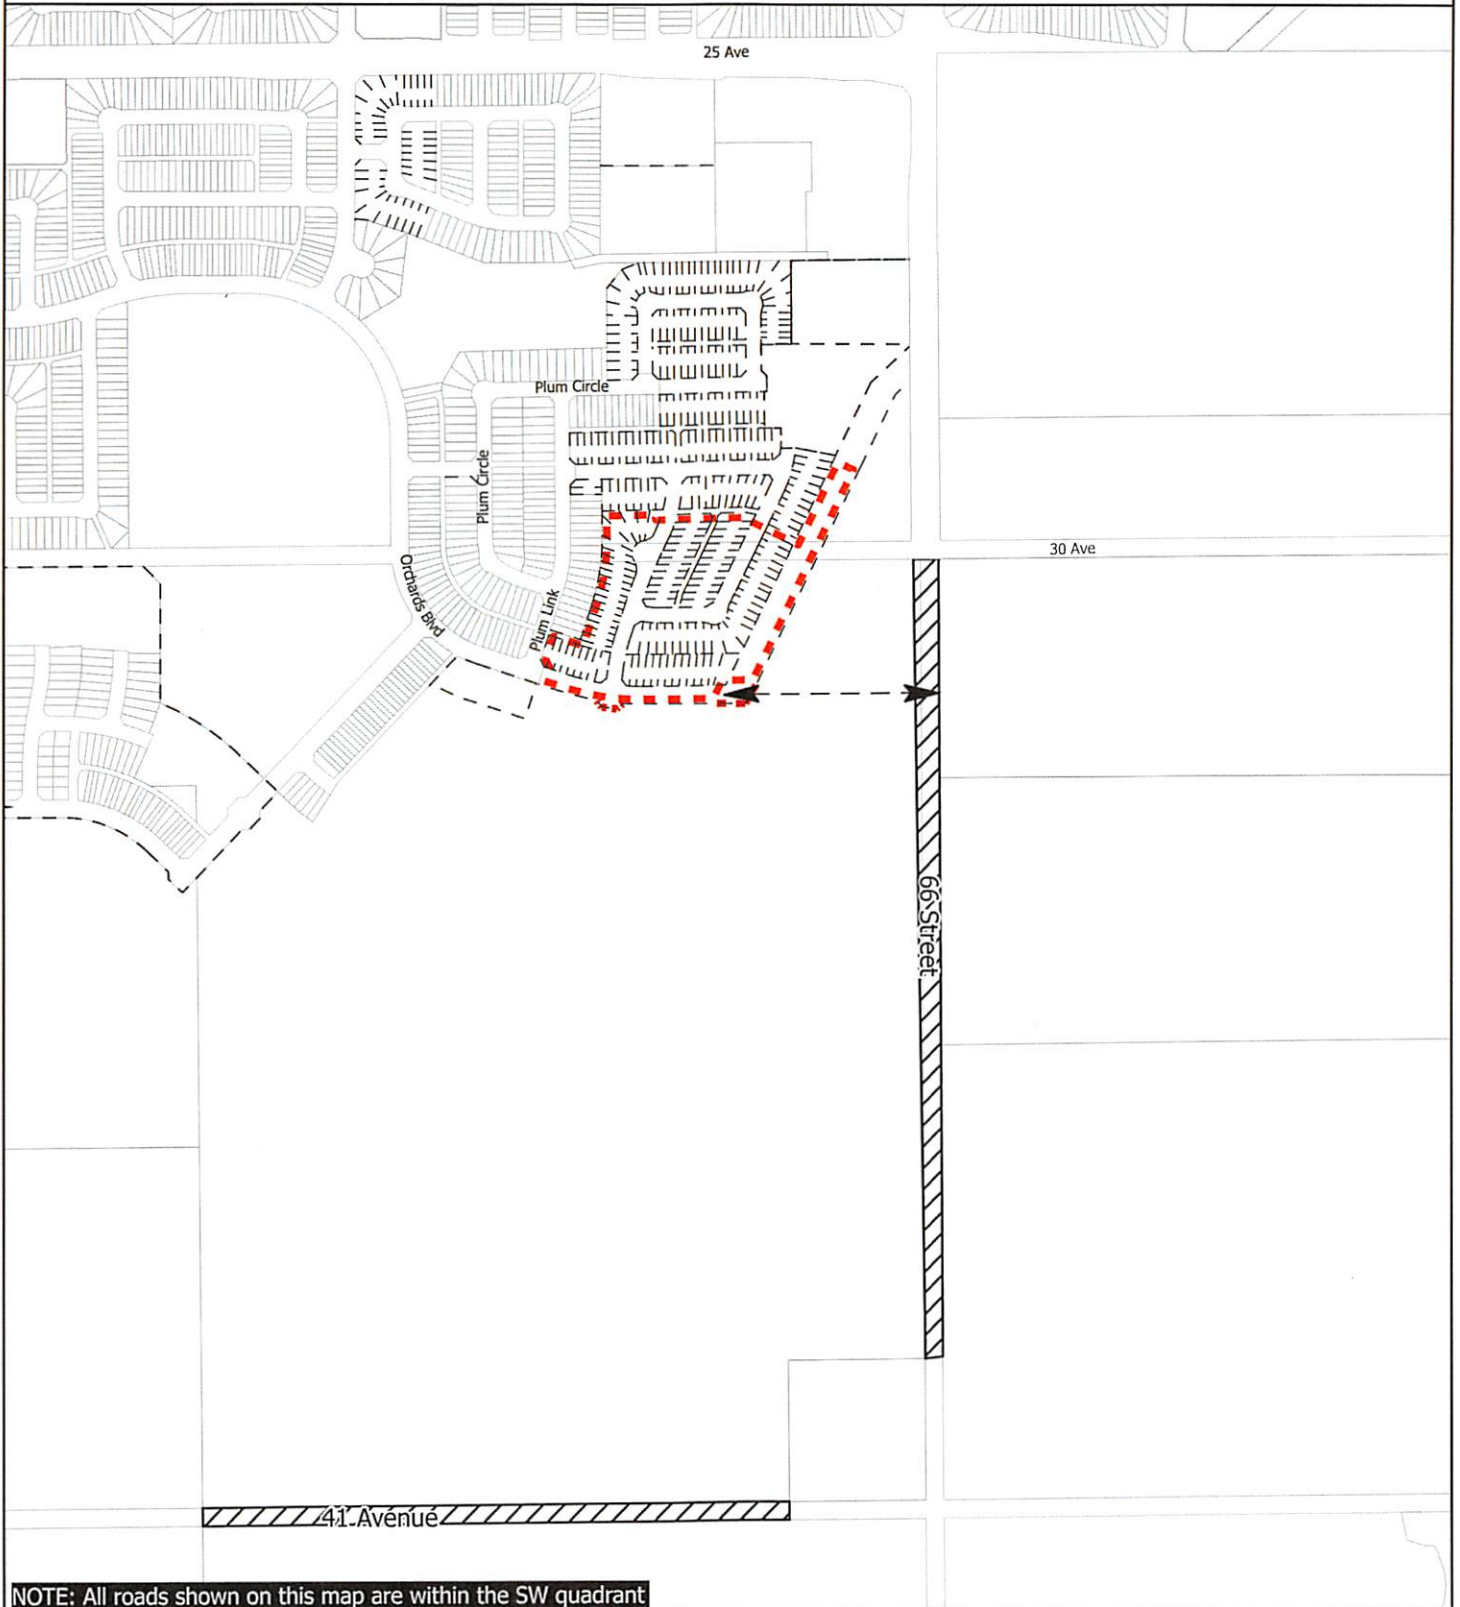 25 Ave
Plum Circle
Plum Circle
30 Ave
Orchards Blvd
Plum Link
66 Street
41 Avenue
NOTE: All roads shown on this map are within the SW quadrant